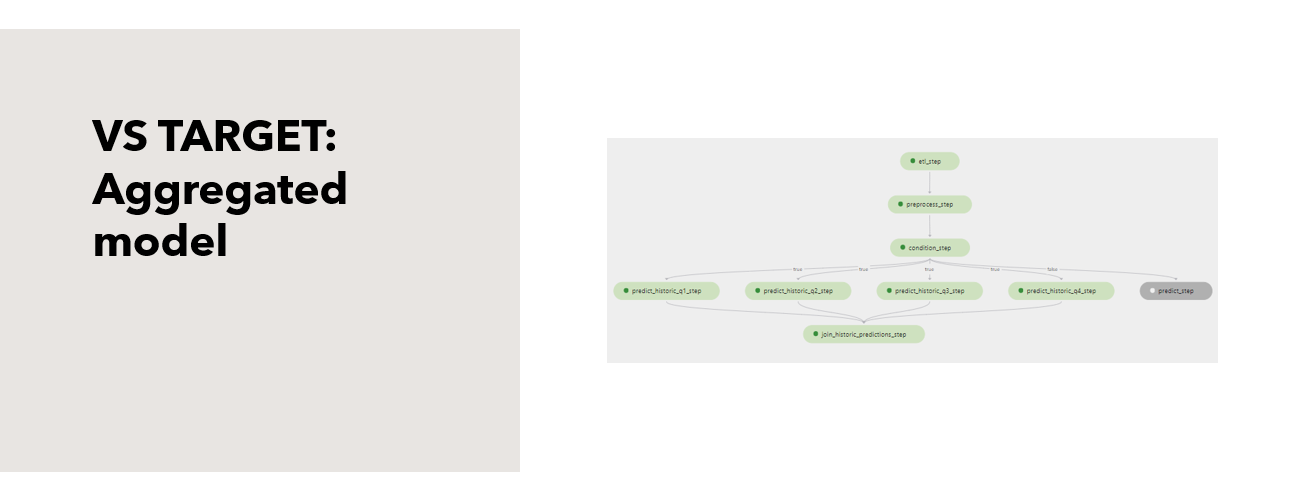 VS TARGET:
Aggregated
model
etl_step
preprocess_step
condition_step
true true true true false
predict_historic_q1_step predict_historic_q2_step predict_historic_q3_step predict_historic_q4_step predict_step
join_historic_predictions_step